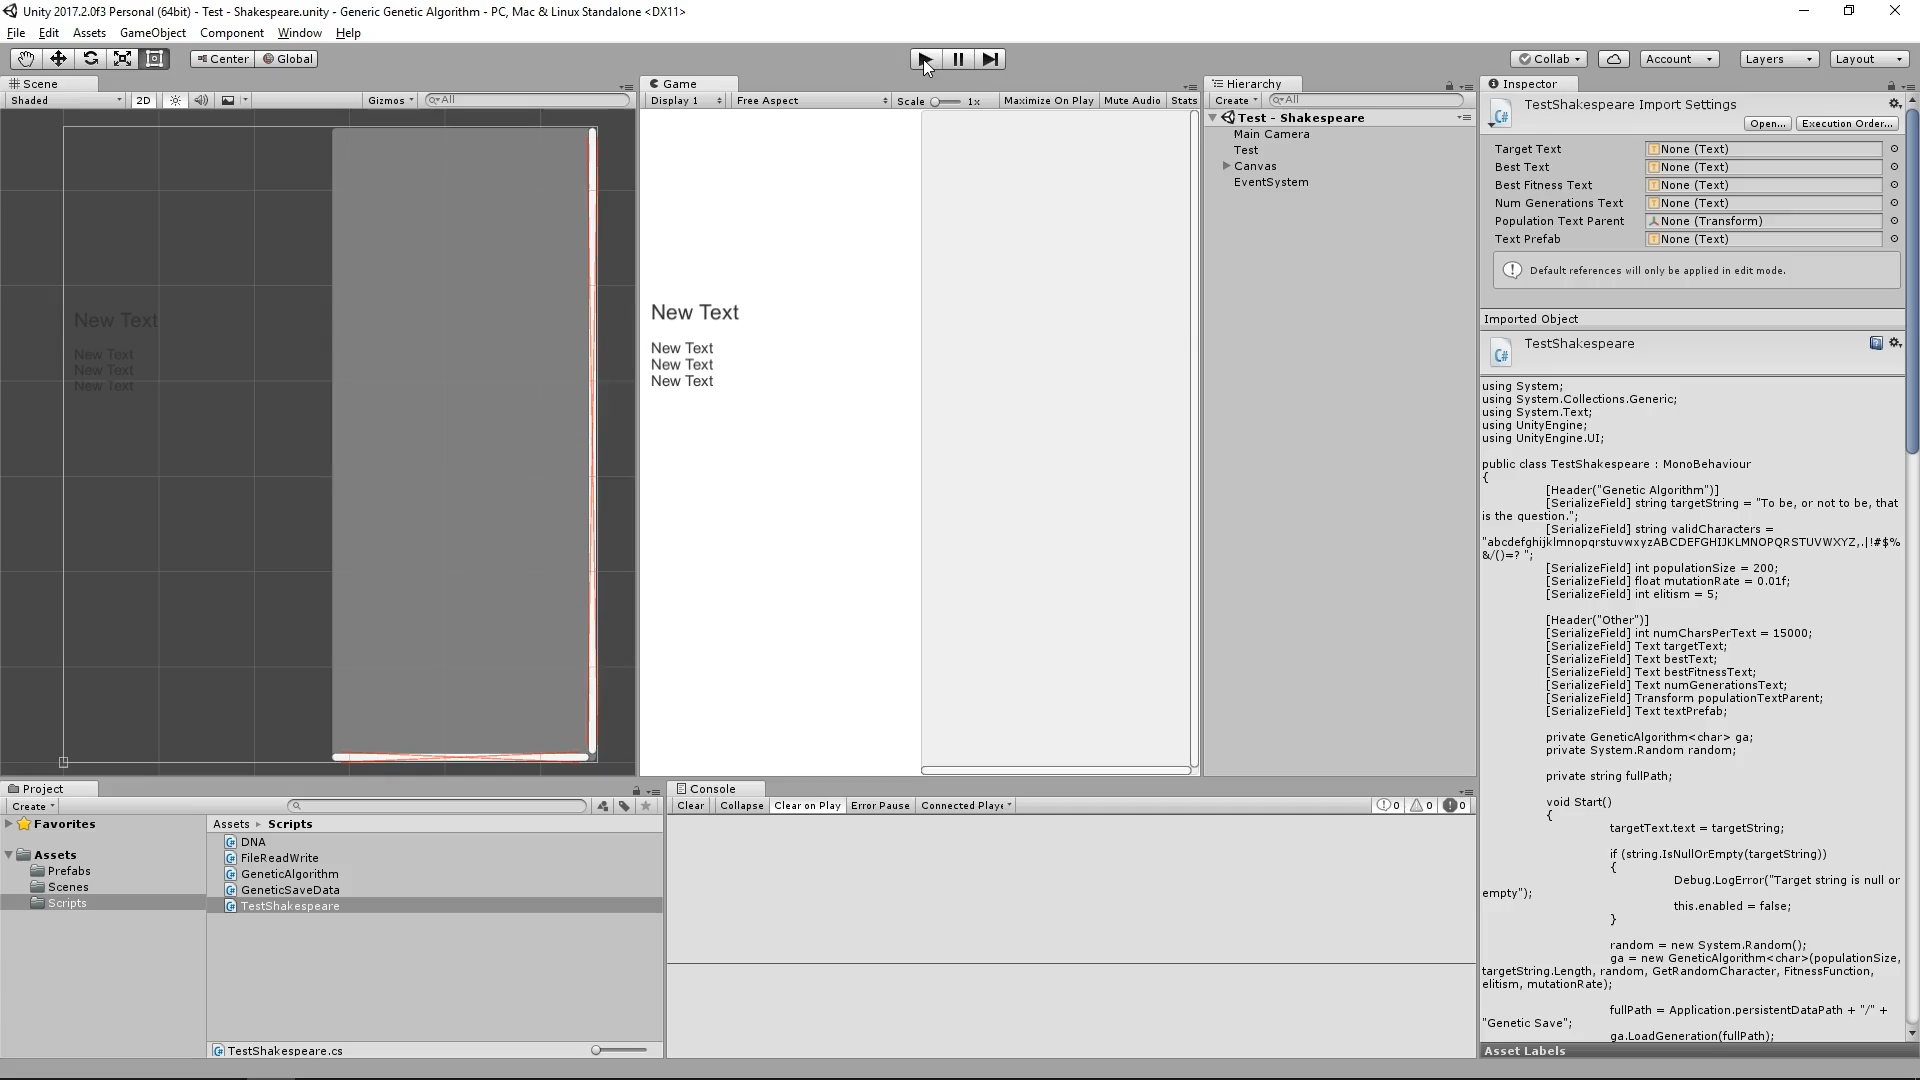 Unity 2017.2.0f3 Personal (64bit) - Test - Shakespeare.unity - Generic Genetic Algorithm - PC, Mac & Linux Standalone <DX11>
File Edit Assets GameObject Component Window Help
Center Global
Collab Account Layers Layout
Scene
Shaded 2D Gizmos All
New Text
New Text
New Text
New Text
Game
Display 1 Free Aspect Scale 1x Maximize On Play Mute Audio Stats
New Text
New Text
New Text
New Text
Hierarchy
Create All
Test - Shakespeare
Main Camera
Test
Canvas
EventSystem
Inspector
TestShakespeare Import Settings
Open... Execution Order...
Target Text None (Text)
Best Text None (Text)
Best Fitness Text None (Text)
Num Generations Text None (Text)
Population Text Parent None (Transform)
Text Prefab None (Text)
Default references will only be applied in edit mode.
Imported Object
TestShakespeare
using System;
using System.Collections.Generic;
using System.Text;
using UnityEngine;
using UnityEngine.UI;
public class TestShakespeare : MonoBehaviour
{
[Header("Genetic Algorithm")]
[SerializeField] string targetString = "To be, or not to be, that
is the question.";
[SerializeField] string validCharacters =
"abcdefghijklmnopqrstuvwxyzABCDEFGHIJKLMNOPQRSTUVWXYZ,.|!#$%
&/()=? ";
[SerializeField] int populationSize = 200;
[SerializeField] float mutationRate = 0.01f;
[SerializeField] int elitism = 5;
[Header("Other")]
[SerializeField] int numCharsPerText = 15000;
[SerializeField] Text targetText;
[SerializeField] Text bestText;
[SerializeField] Text bestFitnessText;
[SerializeField] Text numGenerationsText;
[SerializeField] Transform populationTextParent;
[SerializeField] Text textPrefab;
private GeneticAlgorithm<char> ga;
private System.Random random;
private string fullPath;
void Start()
{
targetText.text = targetString;
if (string.IsNullOrEmpty(targetString))
{
Debug.LogError("Target string is null or
empty");
this.enabled = false;
}
random = new System.Random();
ga = new GeneticAlgorithm<char>(populationSize,
targetString.Length, random, GetRandomCharacter, FitnessFunction,
elitism, mutationRate);
fullPath = Application.persistentDataPath + "/" +
"Genetic Save";
ga.LoadGeneration(fullPath);
Asset Labels
Project
Create
Favorites
Assets
Prefabs
Scenes
Scripts
Assets Scripts
DNA
FileReadWrite
GeneticAlgorithm
GeneticSaveData
TestShakespeare
TestShakespeare.cs
Console
Clear Collapse Clear on Play Error Pause Connected Playe 0 0 0